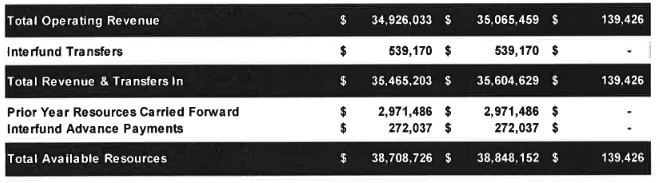 Total Operating Revenue $ 34,926,033 $ 35,065,459 $ 139,426
Interfund Transfers $ 539,170 $ 539,170 $ -
Total Revenue & Transfers In $ 35,465,203 $ 35,604,629 $ 139,426
Prior Year Resources Carried Forward $ 2,971,486 $ 2,971,486 $ -
Interfund Advance Payments $ 272,037 $ 272,037 $ -
Total Available Resources $ 38,708,726 $ 38,848,152 $ 139,426